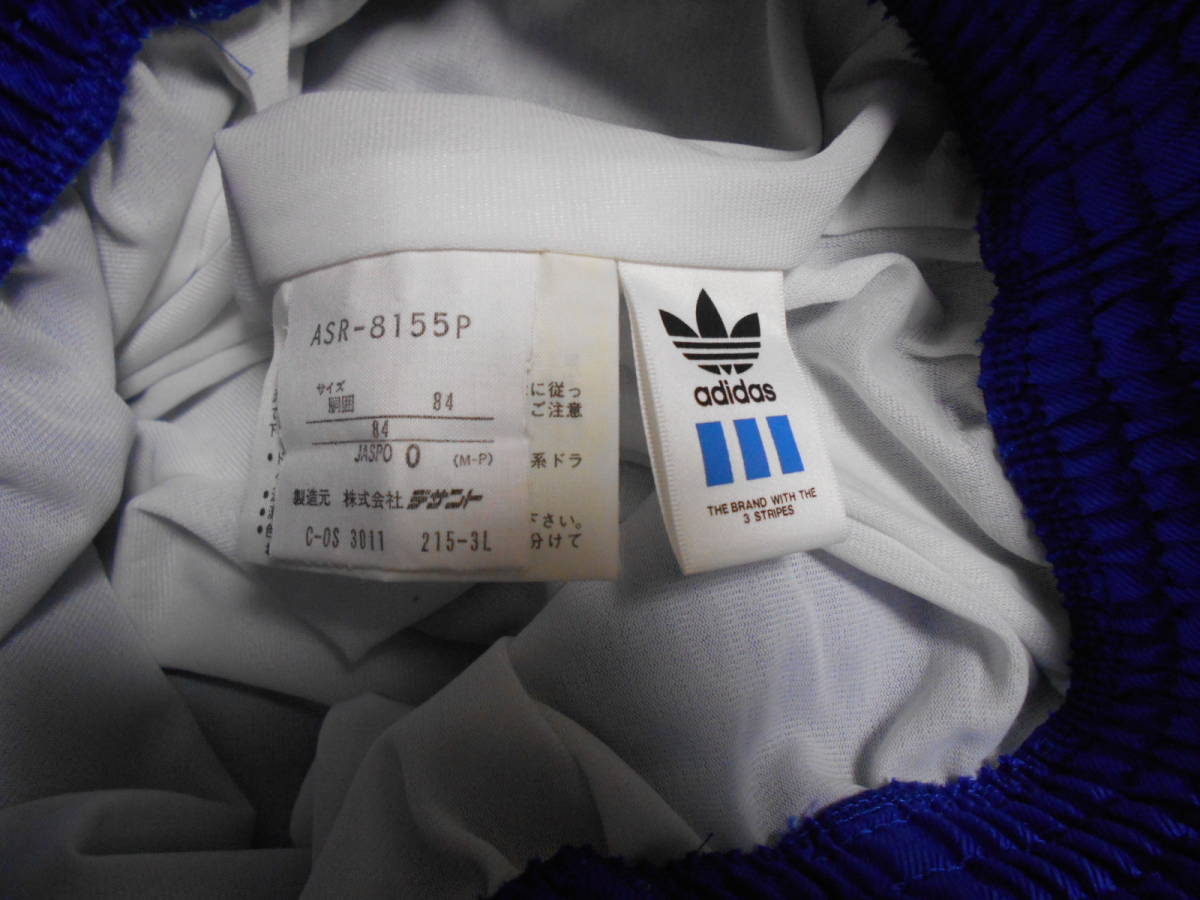 ASR-8155P
サイズ
胴囲 84
84
JASPO 0 (M-P)
製造元 株式会社 デサント
C-OS 3011 215-3L
に従っ
ご注意
系ドラ
下さい。
分けて
adidas
THE BRAND WITH THE
3 STRIPES